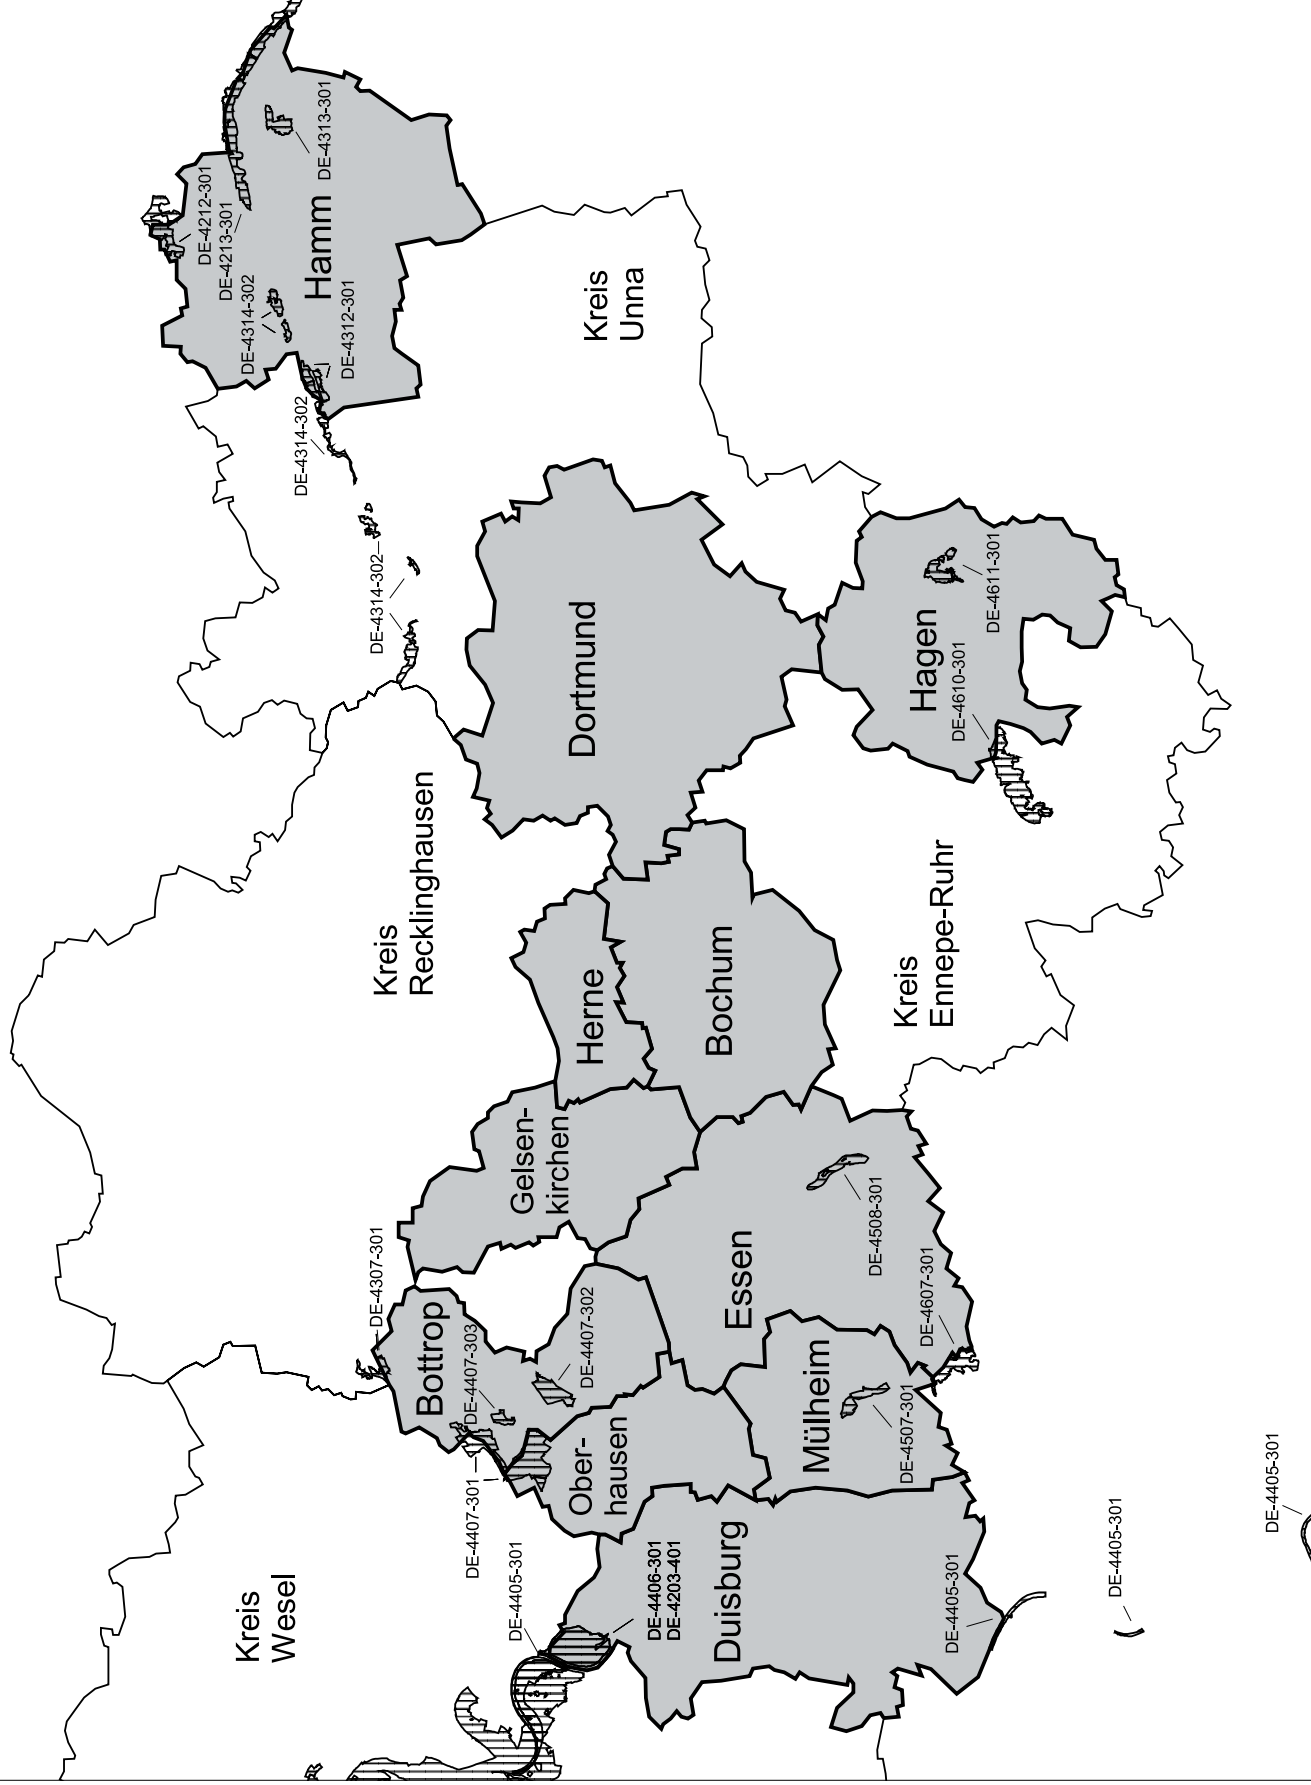 Kreis
Wesel
DE-4405-301
DE-4406-301
DE-4203-401
Duisburg
DE-4405-301
DE-4405-301
DE-4405-301
DE-4407-301
Ober-
hausen
DE-4407-303
Bottrop
DE-4307-301
DE-4407-302
Mülheim
DE-4507-301
DE-4607-301
Essen
DE-4508-301
Gelsen-
kirchen
Herne
Bochum
Kreis
Recklinghausen
Kreis
Ennepe-Ruhr
Dortmund
Hagen
DE-4610-301
DE-4611-301
DE-4314-302
DE-4314-302
DE-4314-302
DE-4312-301
Hamm
DE-4213-301
DE-4212-301
DE-4313-301
Kreis
Unna